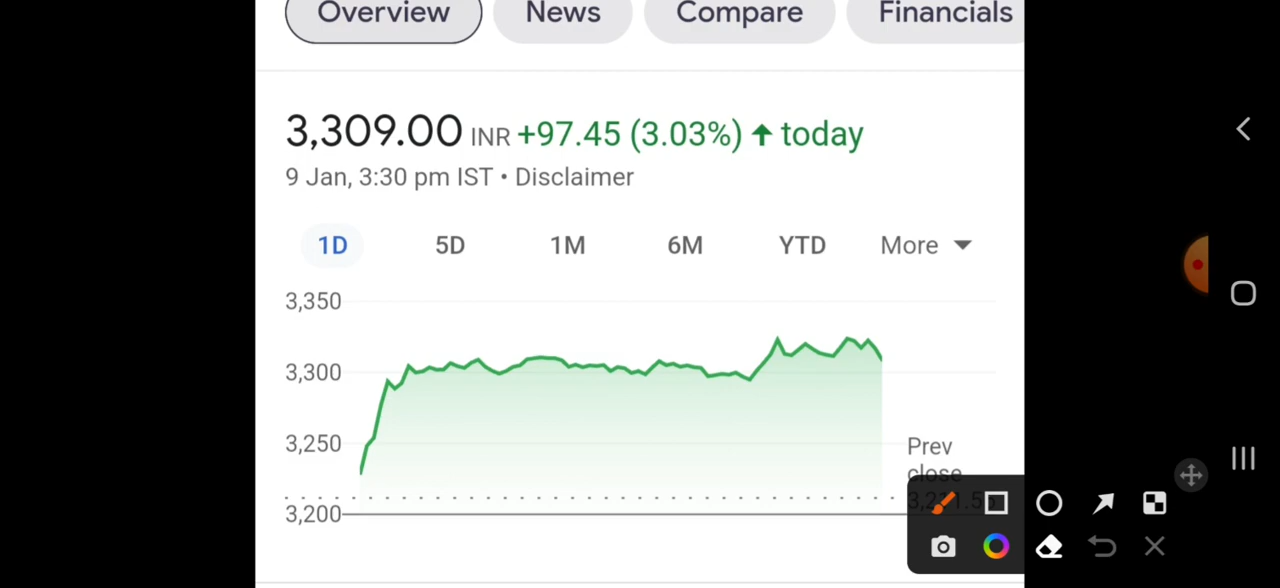 Overview News Compare Financials
3,309.00 INR +97.45 (3.03%) ↑ today
9 Jan, 3:30 pm IST • Disclaimer
1D 5D 1M 6M YTD More
3,350
3,300
3,250
Prev
close
3,200